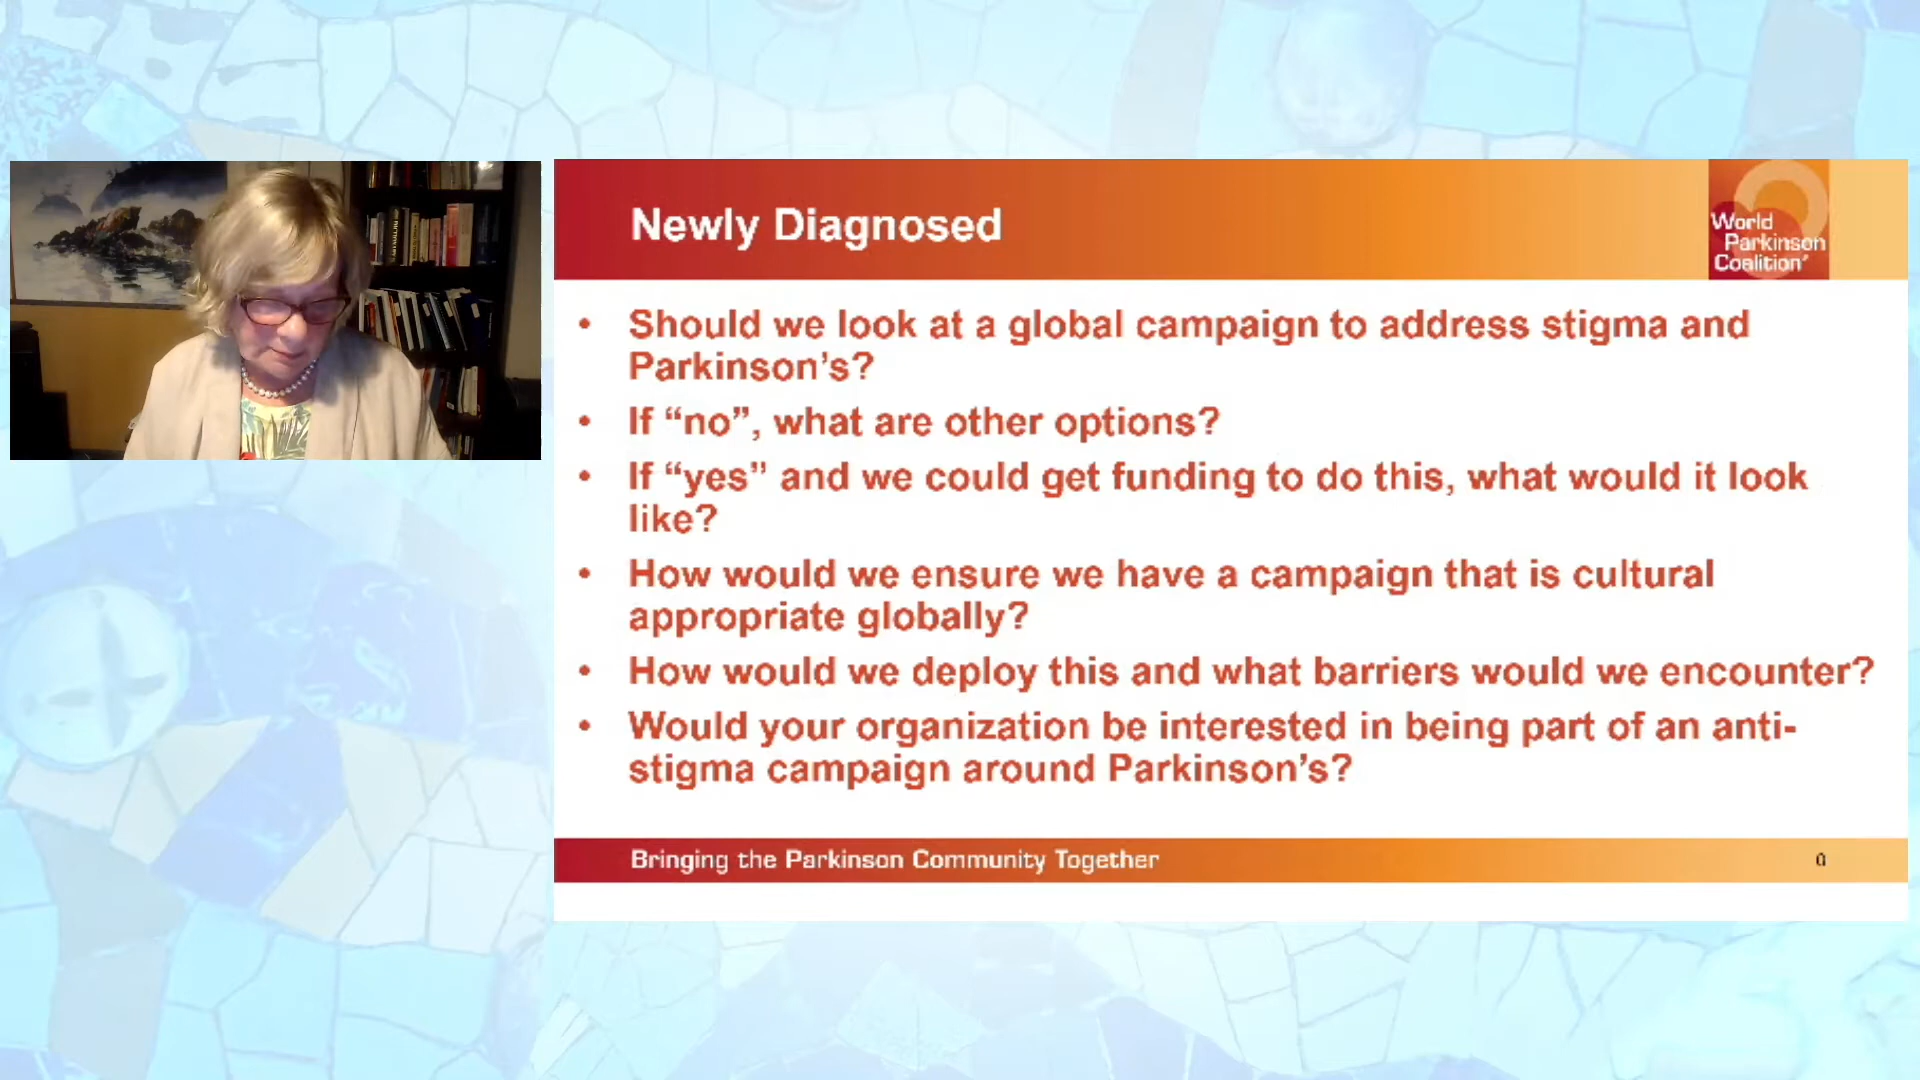 Newly Diagnosed
World
Parkinson
Coalition®
• Should we look at a global campaign to address stigma and
Parkinson’s?
• If “no”, what are other options?
• If “yes” and we could get funding to do this, what would it look
like?
• How would we ensure we have a campaign that is cultural
appropriate globally?
• How would we deploy this and what barriers would we encounter?
• Would your organization be interested in being part of an anti-
stigma campaign around Parkinson’s?
Bringing the Parkinson Community Together
0